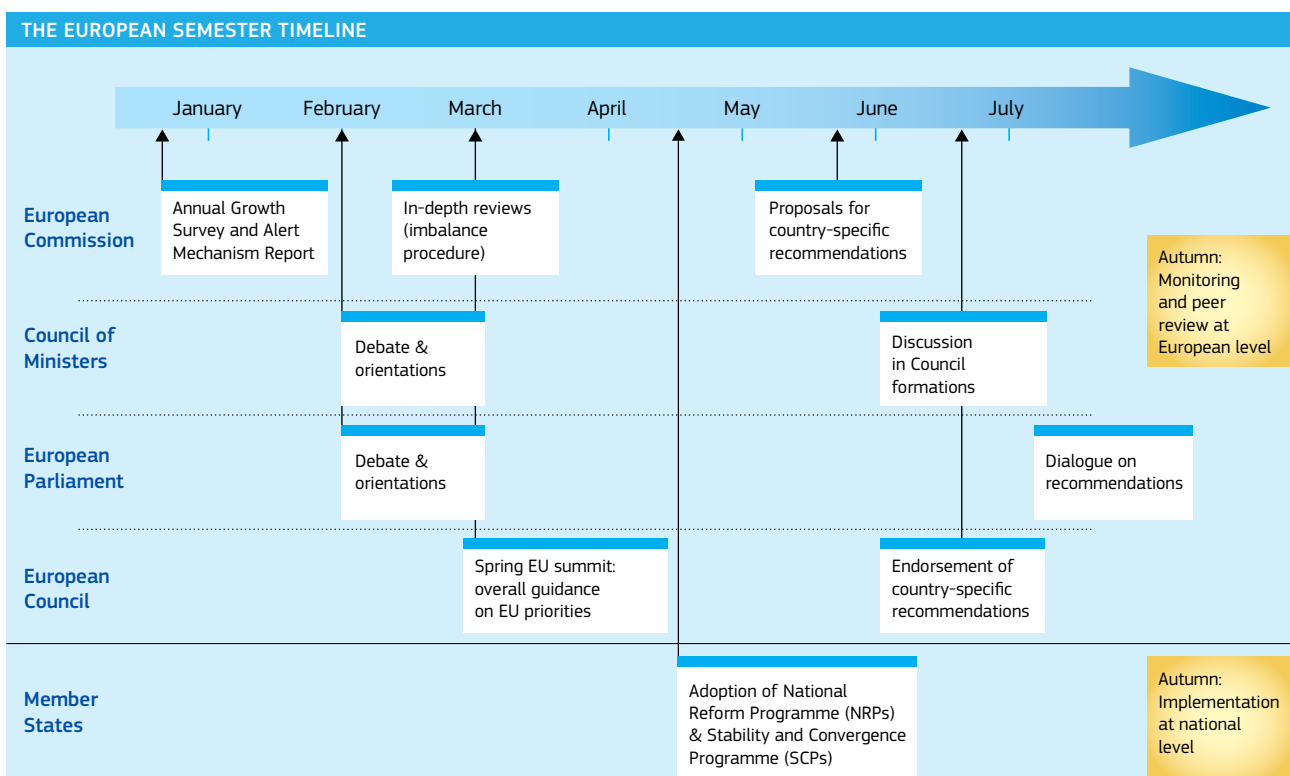 THE EUROPEAN SEMESTER TIMELINE
January February March April May June July
European
Commission
Annual Growth
Survey and Alert
Mechanism Report
In-depth reviews
(imbalance
procedure)
Proposals for
country-specific
recommendations
Autumn:
Monitoring
and peer
review at
European level
Council of
Ministers
Debate &
orientations
Discussion
in Council
formations
European
Parliament
Debate &
orientations
Dialogue on
recommendations
European
Council
Spring EU summit:
overall guidance
on EU priorities
Endorsement of
country-specific
recommendations
Member
States
Adoption of National
Reform Programme (NRPs)
& Stability and Convergence
Programme (SCPs)
Autumn:
Implementation
at national
level